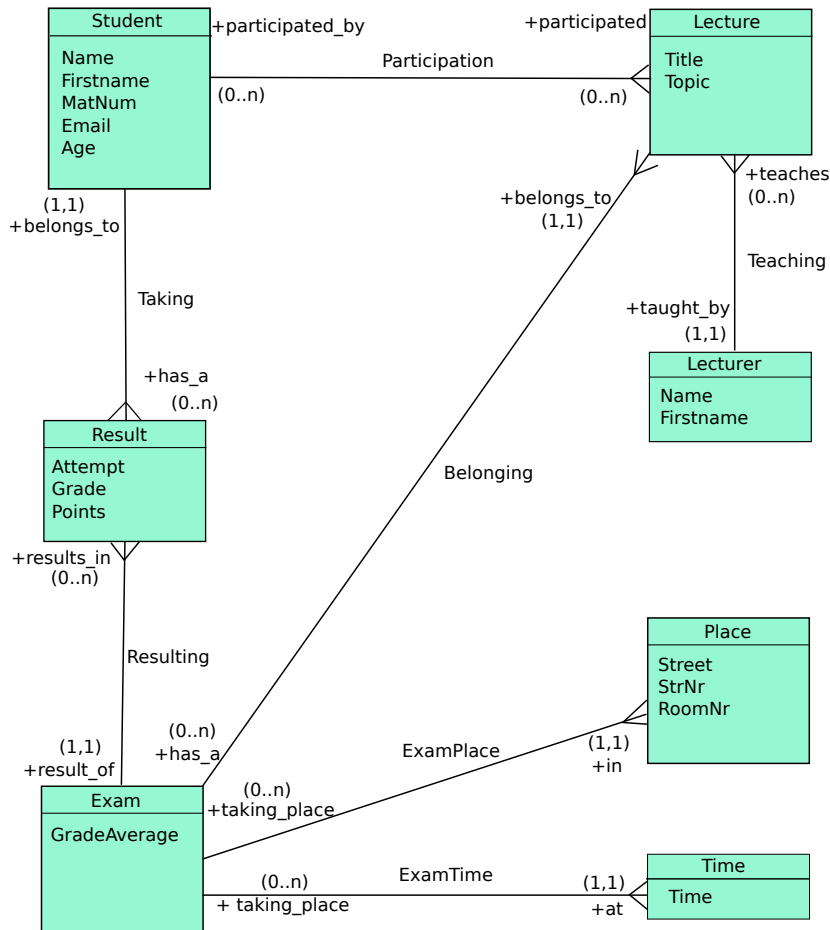 Student
Name
Firstname
MatNum
Email
Age
+participated_by
Participation
(0..n)
+participated
(0..n)
Lecture
Title
Topic
(1,1)
+belongs_to
Taking
+has_a
(0..n)
+belongs_to
(1,1)
+teaches
(0..n)
Teaching
+taught_by
(1,1)
Lecturer
Name
Firstname
Result
Attempt
Grade
Points
+results_in
(0..n)
Belonging
Resulting
(1,1)
+result_of
(0..n)
+has_a
Place
Street
StrNr
RoomNr
ExamPlace
(1,1)
+in
(0..n)
+taking_place
Exam
GradeAverage
(0..n)
+ taking_place
ExamTime
(1,1)
+at
Time
Time